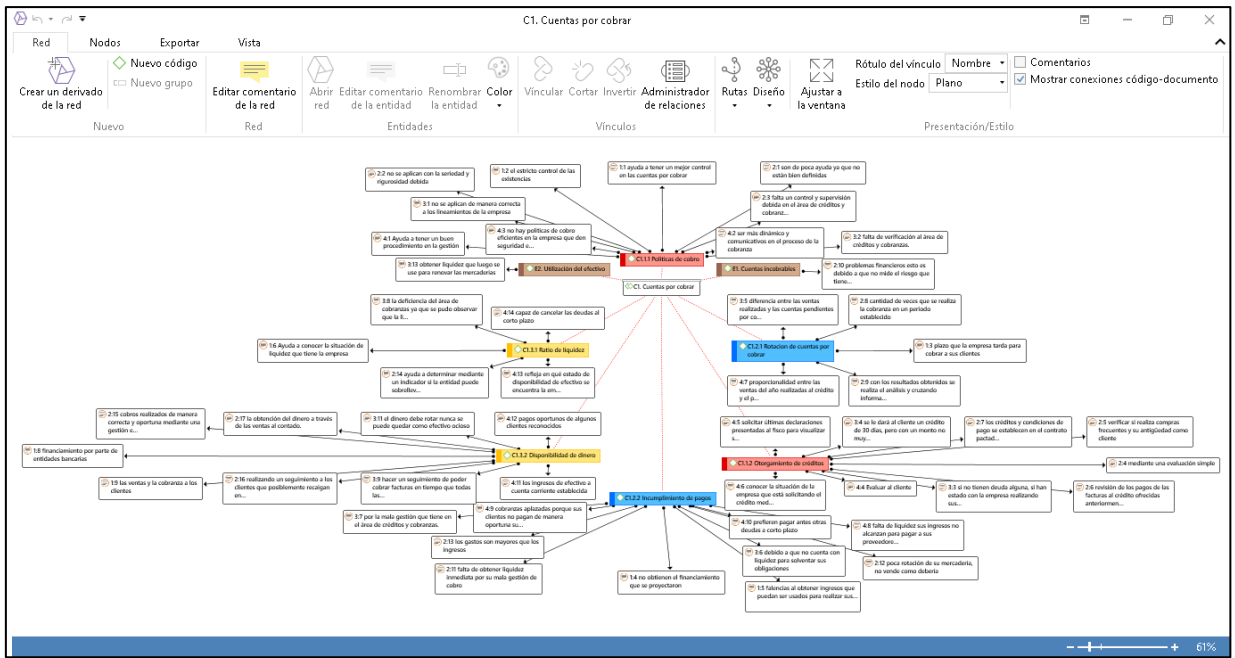 C1. Cuentas por cobrar
Red Nodos Exportar Vista
Crear un derivado
de la red
Nuevo código
Nuevo grupo
Nuevo
Editar comentario
de la red
Red
Abrir
red
Editar comentario
de la entidad
Renombrar
la entidad
Color
Entidades
Víncular
Cortar
Invertir
Administrador
de relaciones
Vínculos
Rutas
Diseño
Ajustar a
la ventana
Rótulo del vínculo Nombre
Estilo del nodo Plano
Comentarios
Mostrar conexiones código-documento
Presentación/Estilo
2:2 no se aplican con la seriedad y
rigurosidad debida
1:2 el estricto control de las
existencias
1:1 ayuda a tener un mejor control
en las cuentas por cobrar
2:1 son de poca ayuda ya que no
están bien definidas
3:1 no se aplican de manera correcta
a los lineamientos de la empresa
2:3 falta un control y supervisión
debida en el área de créditos y
cobranz...
4:1 Ayuda a tener un buen
procedimiento en la gestión
4:3 no hay políticas de cobro
eficientes en la empresa que den
seguridad e...
4:2 ser más dinámico y
comunicativos en el proceso de la
cobranza
3:2 falta de verificación al área de
créditos y cobranzas.
C1.1.1 Políticas de cobro
3:13 obtener liquidez que luego se
use para renovar las mercaderías
E2. Utilización del efectivo
E1. Cuentas incobrables
2:10 problemas financieros esto es
debido a que no mide el riesgo que
tiene...
C1. Cuentas por cobrar
3:8 la deficiencia del área de
cobranzas ya que se pudo observar
que la li...
4:14 capaz de cancelar las deudas al
corto plazo
3:5 diferencia entre las ventas
realizadas y las cuentas pendientes
por co...
2:8 cantidad de veces que se realiza
la cobranza en un periodo
establecido
1:6 Ayuda a conocer la situación de
liquidez que tiene la empresa
C1.3.1 Ratio de liquidez
C1.2.1 Rotacion de cuentas por
cobrar
1:3 plazo que la empresa tarda para
cobrar a sus clientes
2:14 ayuda a determinar mediante
un indicador si la entidad puede
sobrellev...
4:13 refleja en qué estado de
disponibilidad de efectivo se
encuentra la em...
4:7 proporcionalidad entre las
ventas del año realizadas al crédito
y el p...
2:9 con los resultados obtenidos se
realiza el análisis y cruzando
informa...
2:15 cobros realizados de manera
correcta y oportuna mediante una
gestión e...
2:17 la obtención del dinero a través
de las ventas al contado.
3:11 el dinero debe rotar nunca se
puede quedar como efectivo ocioso
4:12 pagos oportunos de algunos
clientes reconocidos
4:5 solicitar últimas declaraciones
presentadas al fisco para visualizar
s...
3:4 se le dará al cliente un crédito
de 30 días, pero con un monto no
muy...
2:7 los créditos y condiciones de
pago se establecen en el contrato
pactad...
2:5 verificar si realiza compras
frecuentes y su antigüedad como
cliente
1:8 financiamiento por parte de
entidades bancarias
C1.3.2 Disponibilidad de dinero
C1.1.2 Otorgamiento de créditos
2:4 mediante una evaluación simple
1:9 las ventas y la cobranza a los
clientes
2:16 realizando un seguimiento a los
clientes que posiblemente recaigan
en...
3:9 hacer un seguimiento de poder
cobrar facturas en tiempo que todas
las...
4:11 los ingresos de efectivo a
cuenta corriente establecida
4:6 conocer la situación de la
empresa que está solicitando el
crédito med...
4:4 Evaluar al cliente
3:3 si no tienen deuda alguna, si han
estado con la empresa realizando
sus...
2:6 revisión de los pagos de las
facturas al crédito ofrecidas
anteriormen...
C1.2.2 Incumplimiento de pagos
3:7 por la mala gestión que tiene en
el área de créditos y cobranzas.
4:9 cobranzas aplazadas porque sus
clientes no pagan de manera
oportuna su...
4:10 prefieren pagar antes otras
deudas a corto plazo
4:8 falta de liquidez sus ingresos no
alcanzan para pagar a sus
proveedore...
2:13 los gastos son mayores que los
ingresos
3:6 debido a que no cuenta con
liquidez para solventar sus
obligaciones
2:12 poca rotación de su mercadería,
no vende como debería
2:11 falta de obtener liquidez
inmediata por su mala gestión de
cobro
1:4 no obtienen el financiamiento
que se proyectaron
1:5 falencias al obtener ingresos que
puedan ser usados para realizar sus...
61%